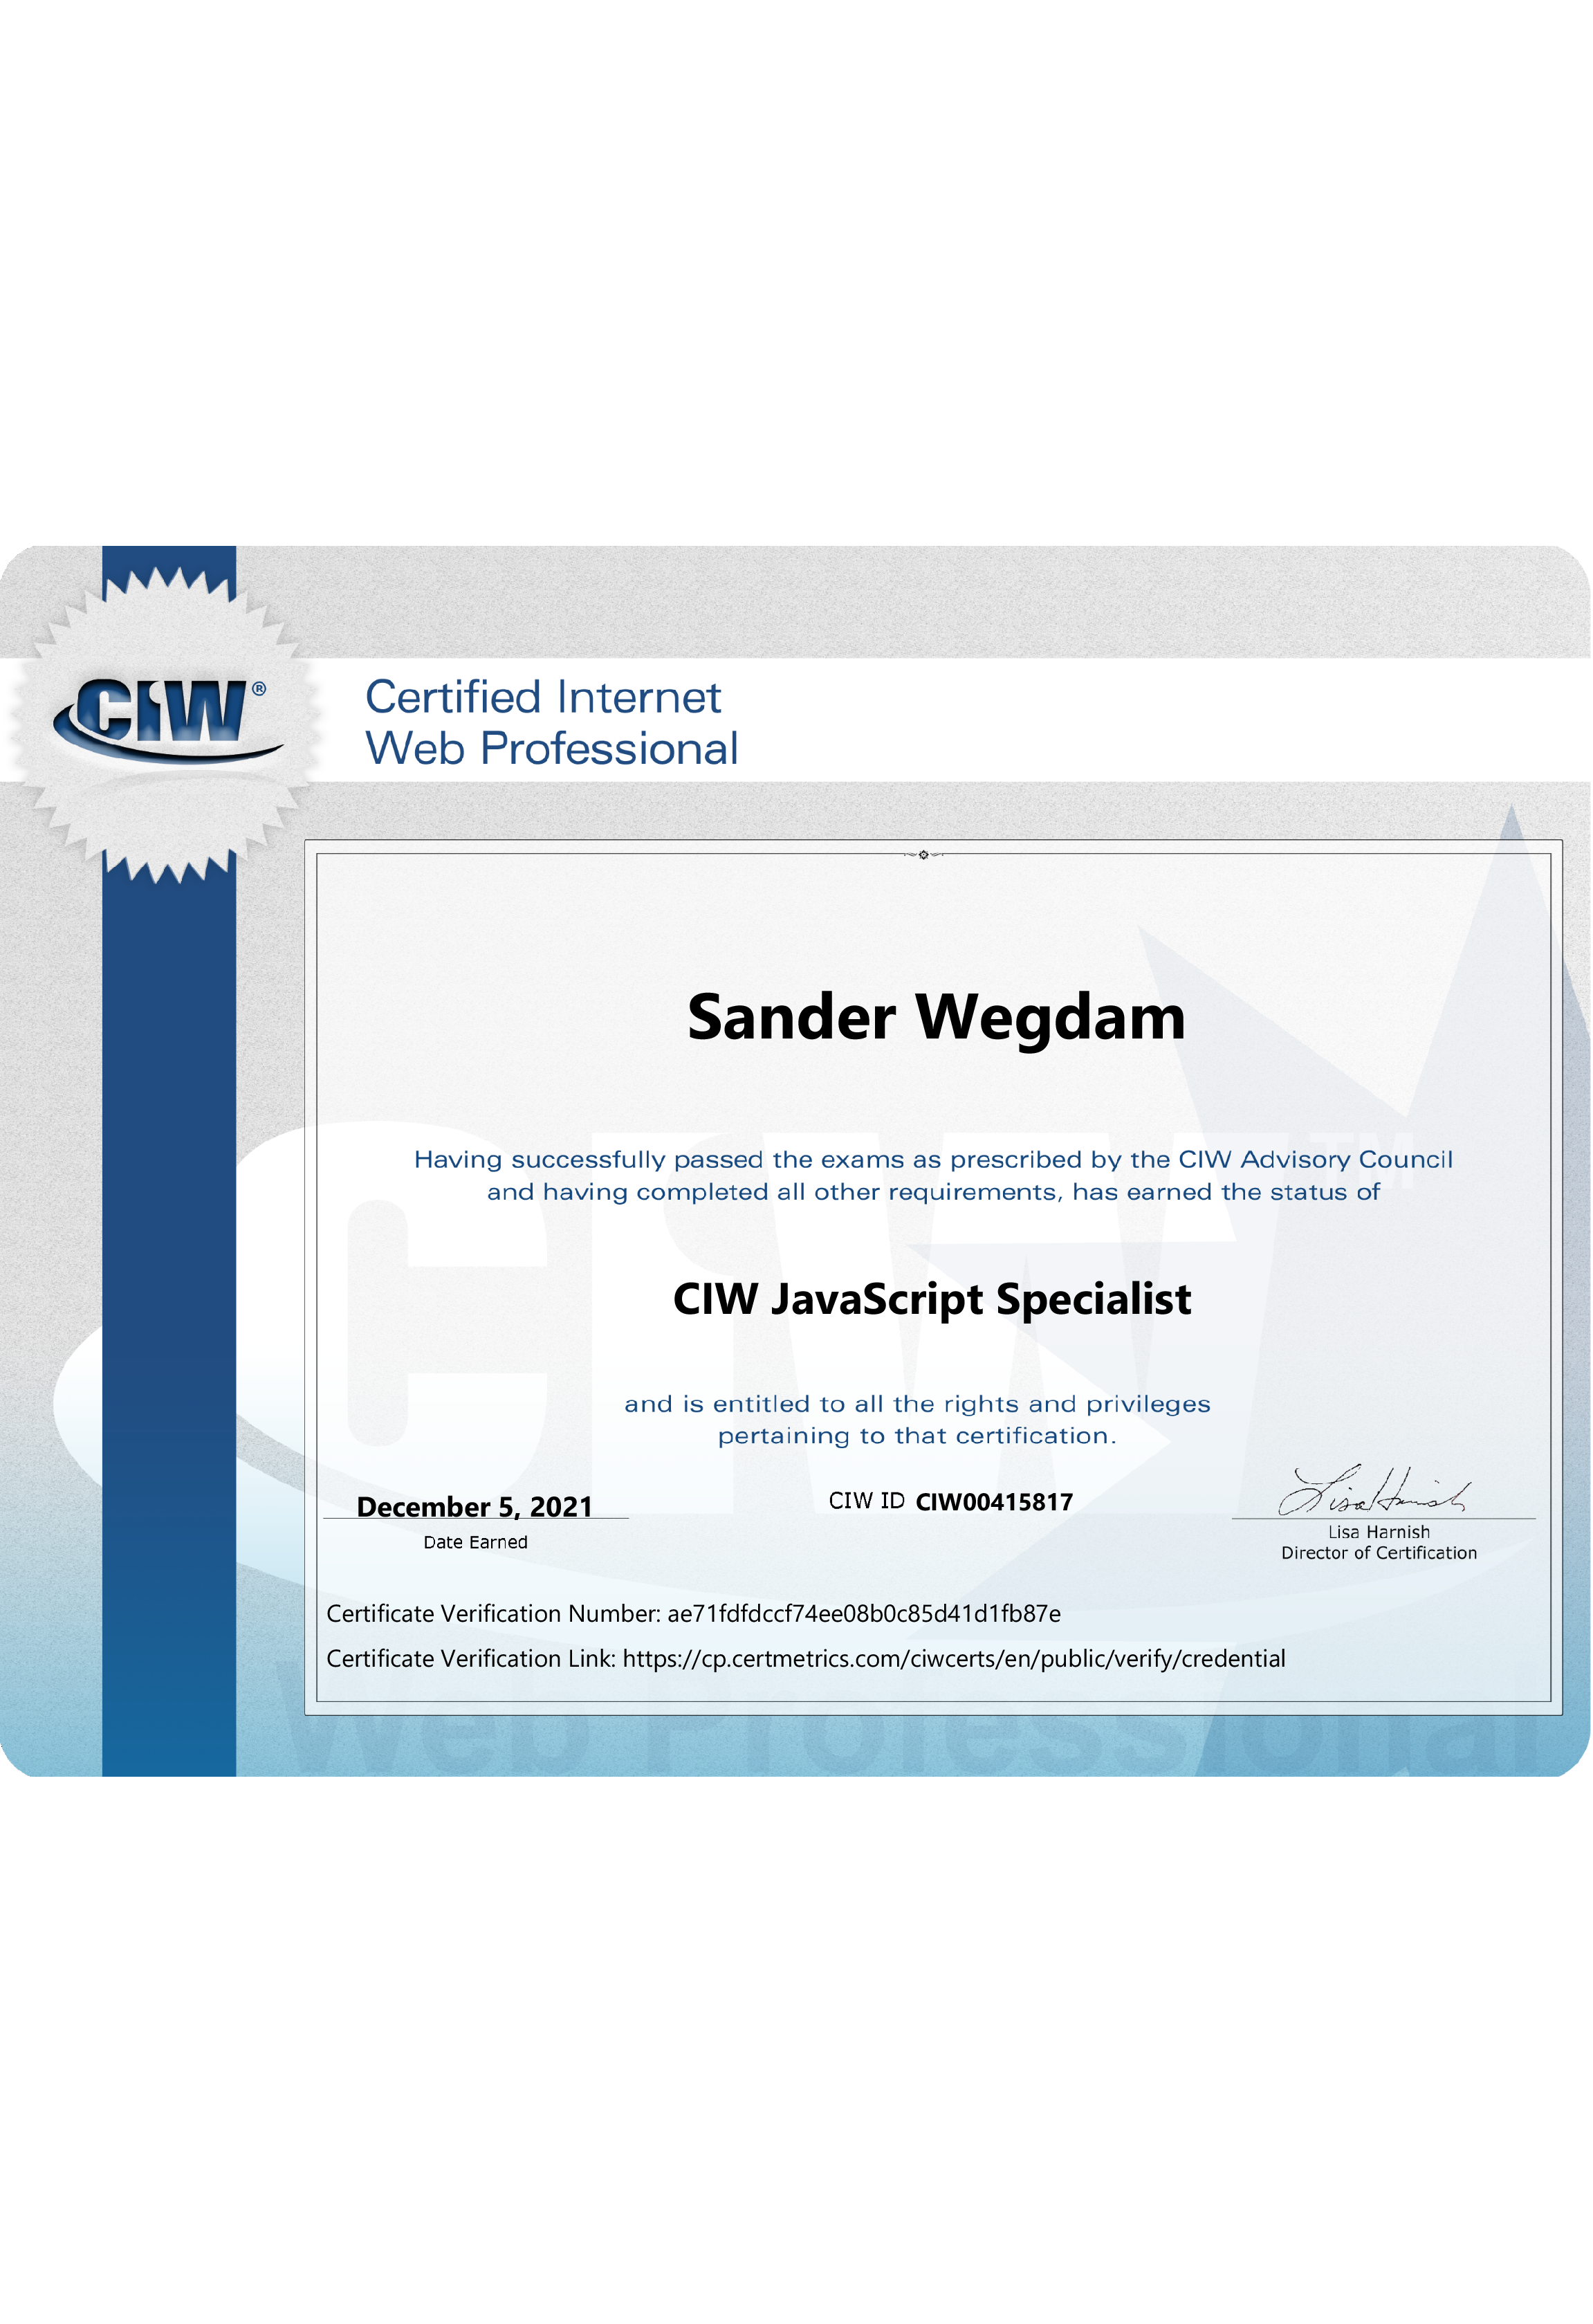 CIW®
Certified Internet
Web Professional
Sander Wegdam
Having successfully passed the exams as prescribed by the CIW Advisory Council
and having completed all other requirements, has earned the status of
CIW JavaScript Specialist
and is entitled to all the rights and privileges
pertaining to that certification.
December 5, 2021
Date Earned
CIW ID CIW00415817
Lisa Harnish
Lisa Harnish
Director of Certification
Certificate Verification Number: ae71fdfdccf74ee08b0c85d41d1fb87e
Certificate Verification Link: https://cp.certmetrics.com/ciwcerts/en/public/verify/credential
CIW TM
Web Professional